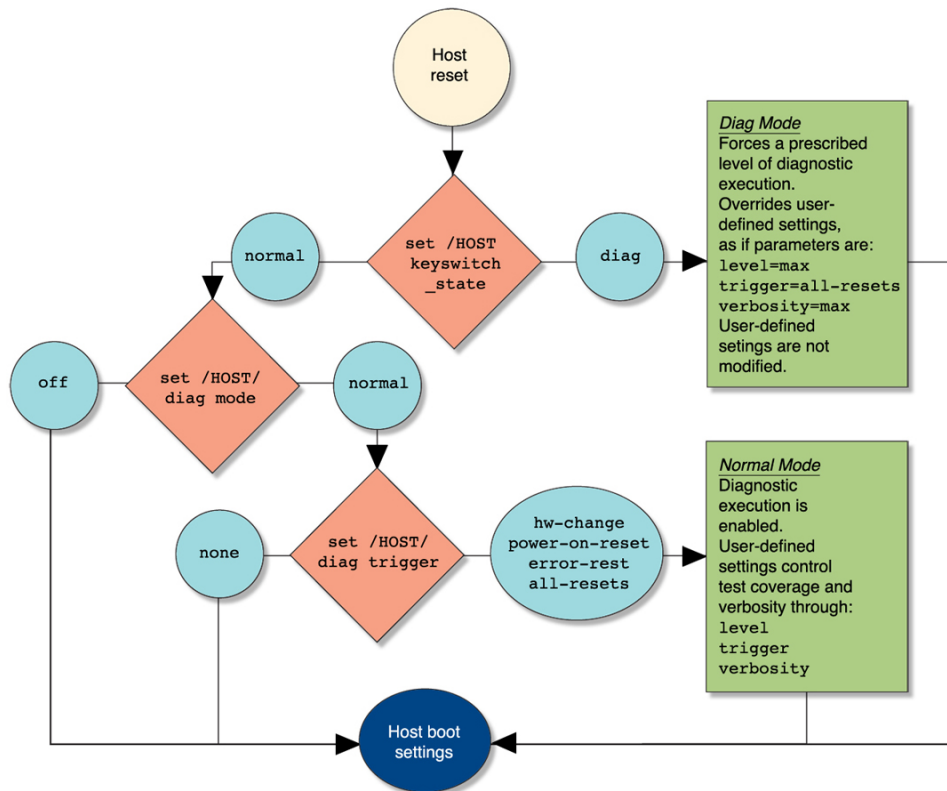 Host
reset
set /HOST
keyswitch
_state
normal
diag
Diag Mode
Forces a prescribed
level of diagnostic
execution.
Overrides user-
defined settings,
as if parameters are:
level=max
trigger=all-resets
verbosity=max
User-defined
setings are not
modified.
off
set /HOST/
diag mode
normal
none
set /HOST/
diag trigger
hw-change
power-on-reset
error-rest
all-resets
Normal Mode
Diagnostic
execution is
enabled.
User-defined
settings control
test coverage and
verbosity through:
level
trigger
verbosity
Host boot
settings